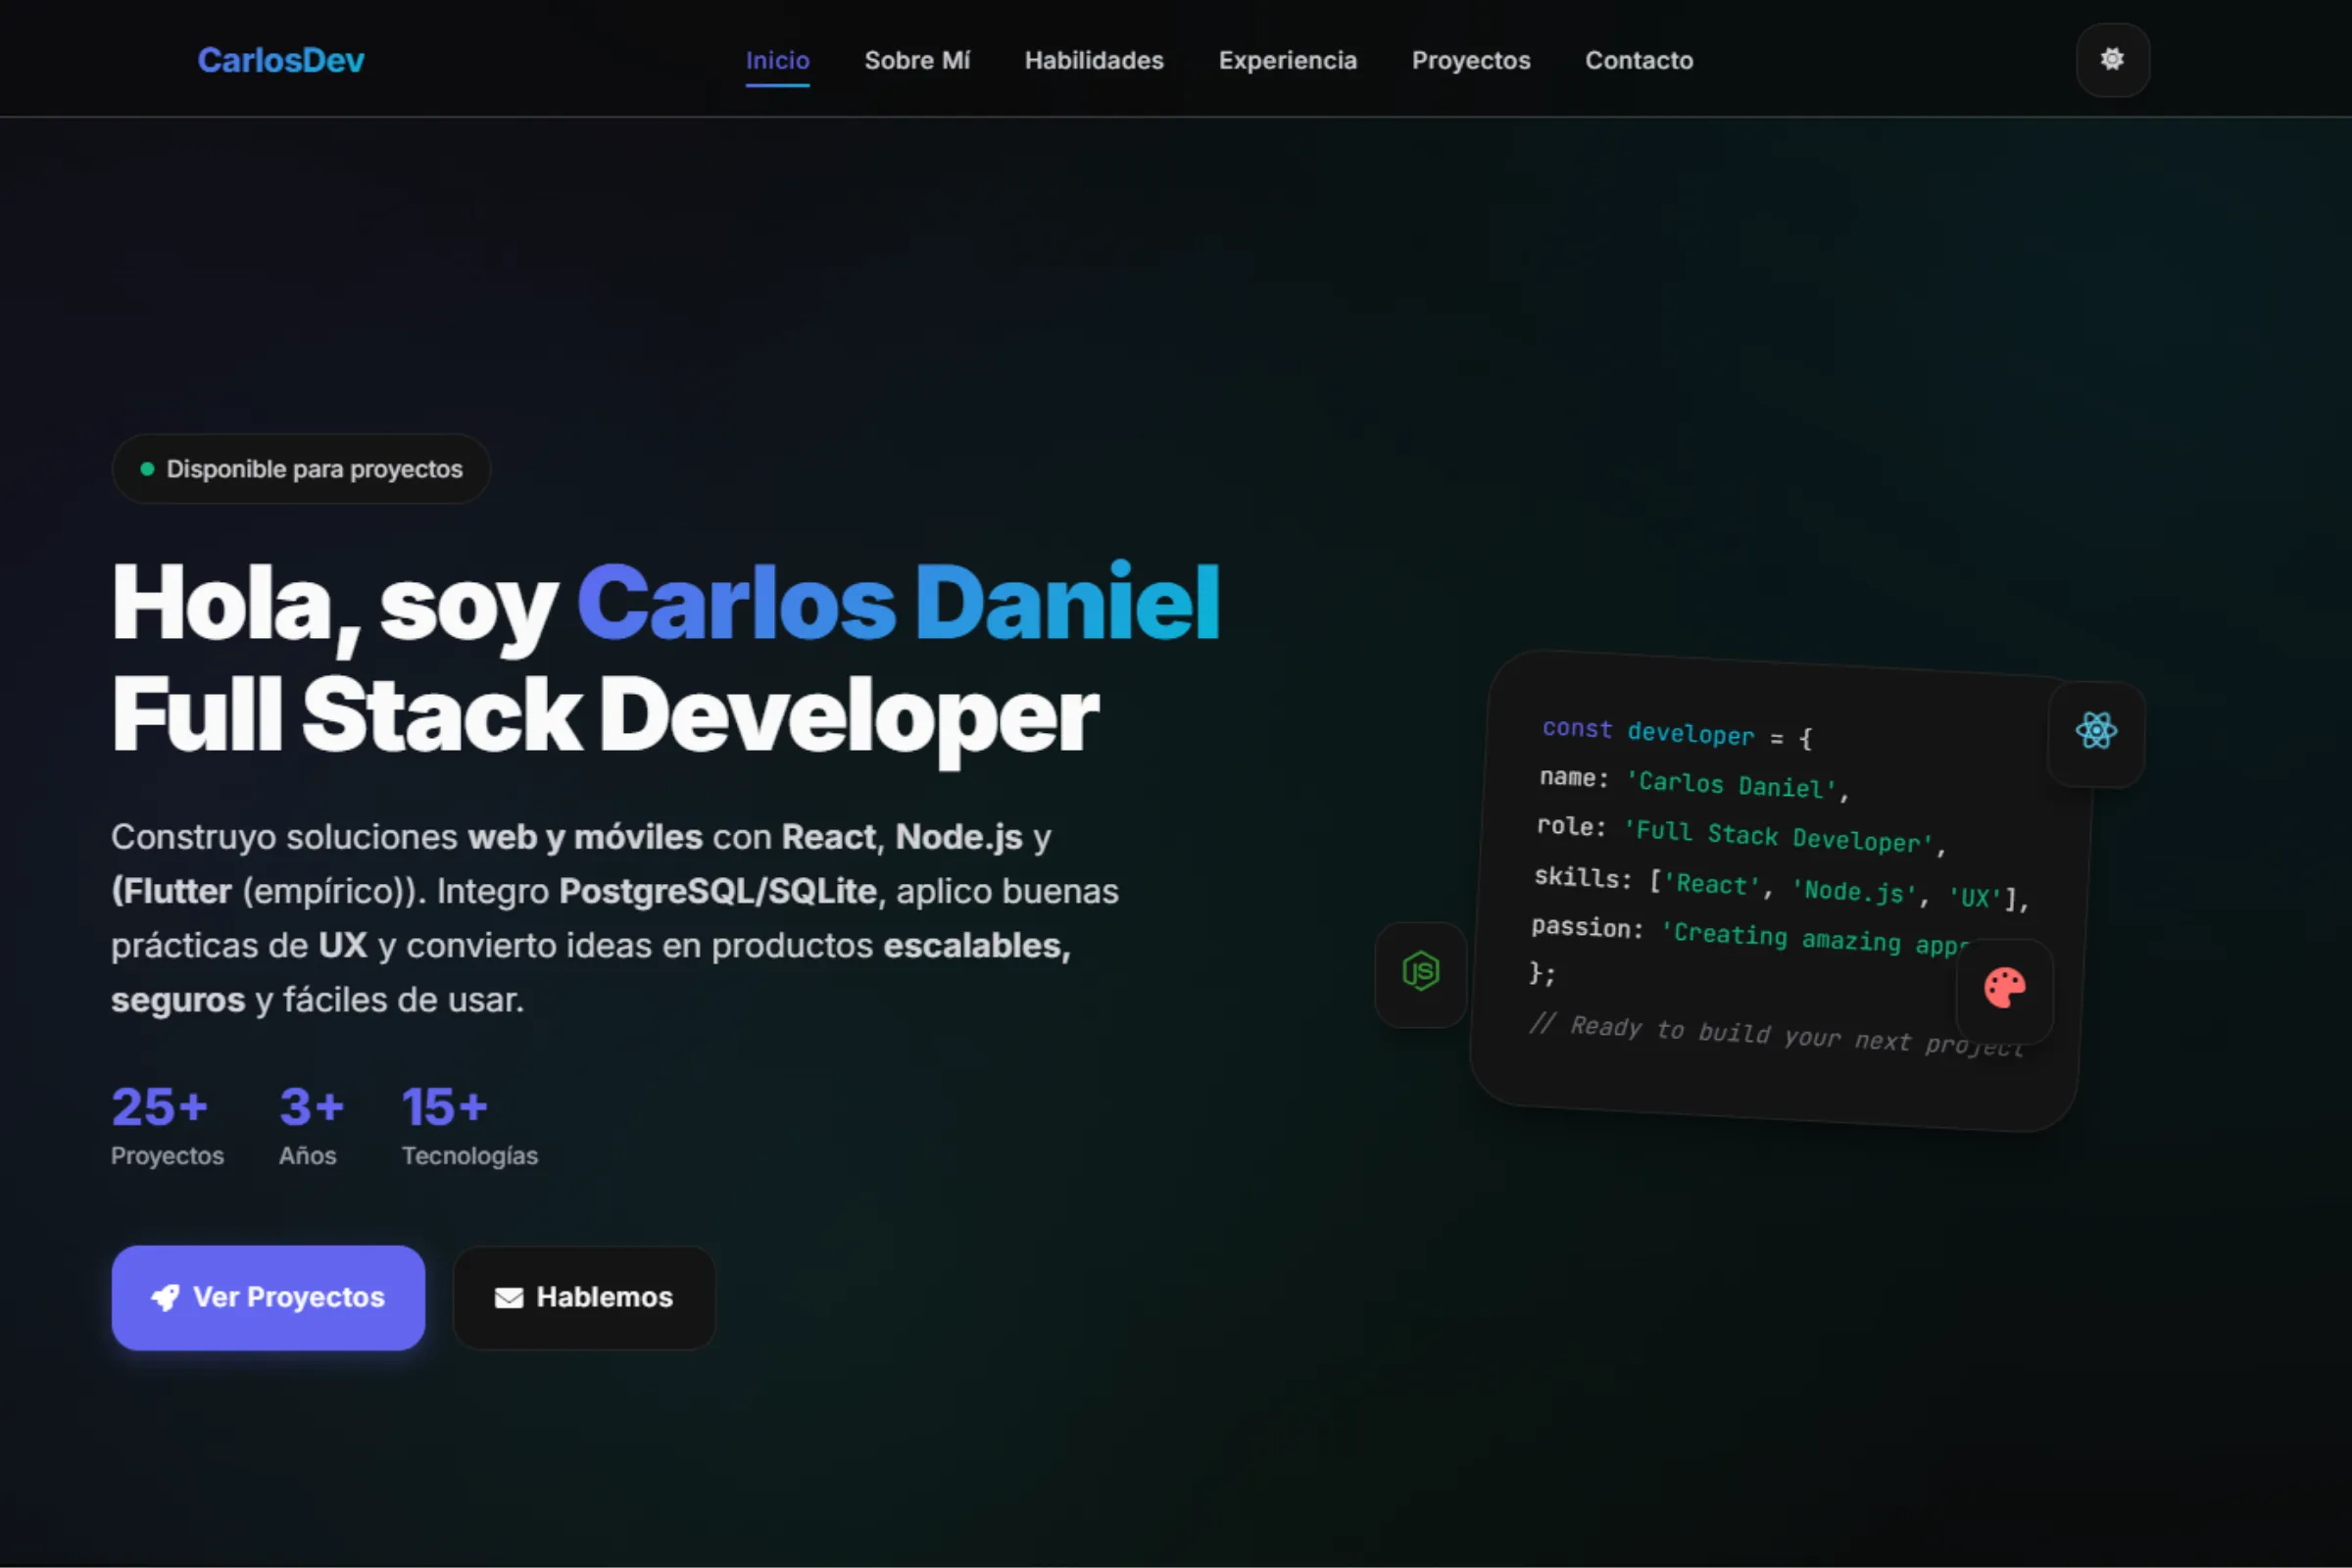 CarlosDev
Inicio
Sobre Mí
Habilidades
Experiencia
Proyectos
Contacto
Disponible para proyectos
Hola, soy Carlos Daniel
Full Stack Developer
Construyo soluciones web y móviles con React, Node.js y
(Flutter (empírico)). Integro PostgreSQL/SQLite, aplico buenas
prácticas de UX y convierto ideas en productos escalables,
seguros y fáciles de usar.
25+
Proyectos
3+
Años
15+
Tecnologías
Ver Proyectos
Hablemos
const developer = {
name: 'Carlos Daniel',
role: 'Full Stack Developer',
skills: ['React', 'Node.js', 'UX'],
passion: 'Creating amazing apps
};
// Ready to build your next project
JS